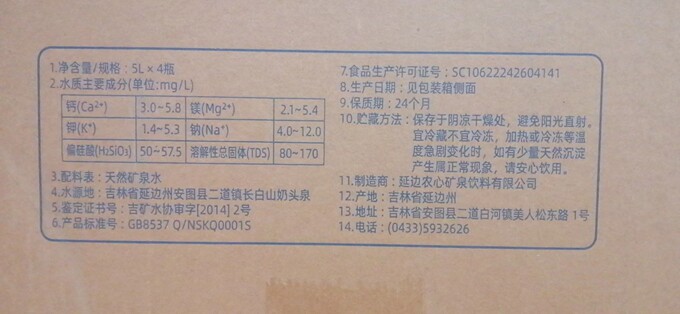 1.净含量/规格：5L×4瓶
2.水质主要成分(单位:mg/L)
钙(Ca²⁺) 3.0~5.8 镁(Mg²⁺) 2.1~5.4
钾(K⁺) 1.4~5.3 钠(Na⁺) 4.0~12.0
偏硅酸(H₂SiO₃) 50~57.5 溶解性总固体(TDS) 80~170
3.配料表：天然矿泉水
4.水源地：吉林省延边州安图县二道镇长白山奶头泉
5.鉴定证书号：吉矿水协审字[2014] 2号
6.产品标准号：GB8537 Q/NSKQ0001S
7.食品生产许可证号：SC10622242604141
8.生产日期：见包装箱侧面
9.保质期：24个月
10.贮藏方法：保存于阴凉干燥处，避免阳光直射。
宜冷藏不宜冷冻，加热或冷冻等温
度急剧变化时，如有少量天然沉淀
产生属正常现象，请安心饮用。
11.制造商：延边农心矿泉饮料有限公司
12.产地：吉林省延边州
13.地址：吉林省安图县二道白河镇美人松东路1号
14.电话：(0433)5932626